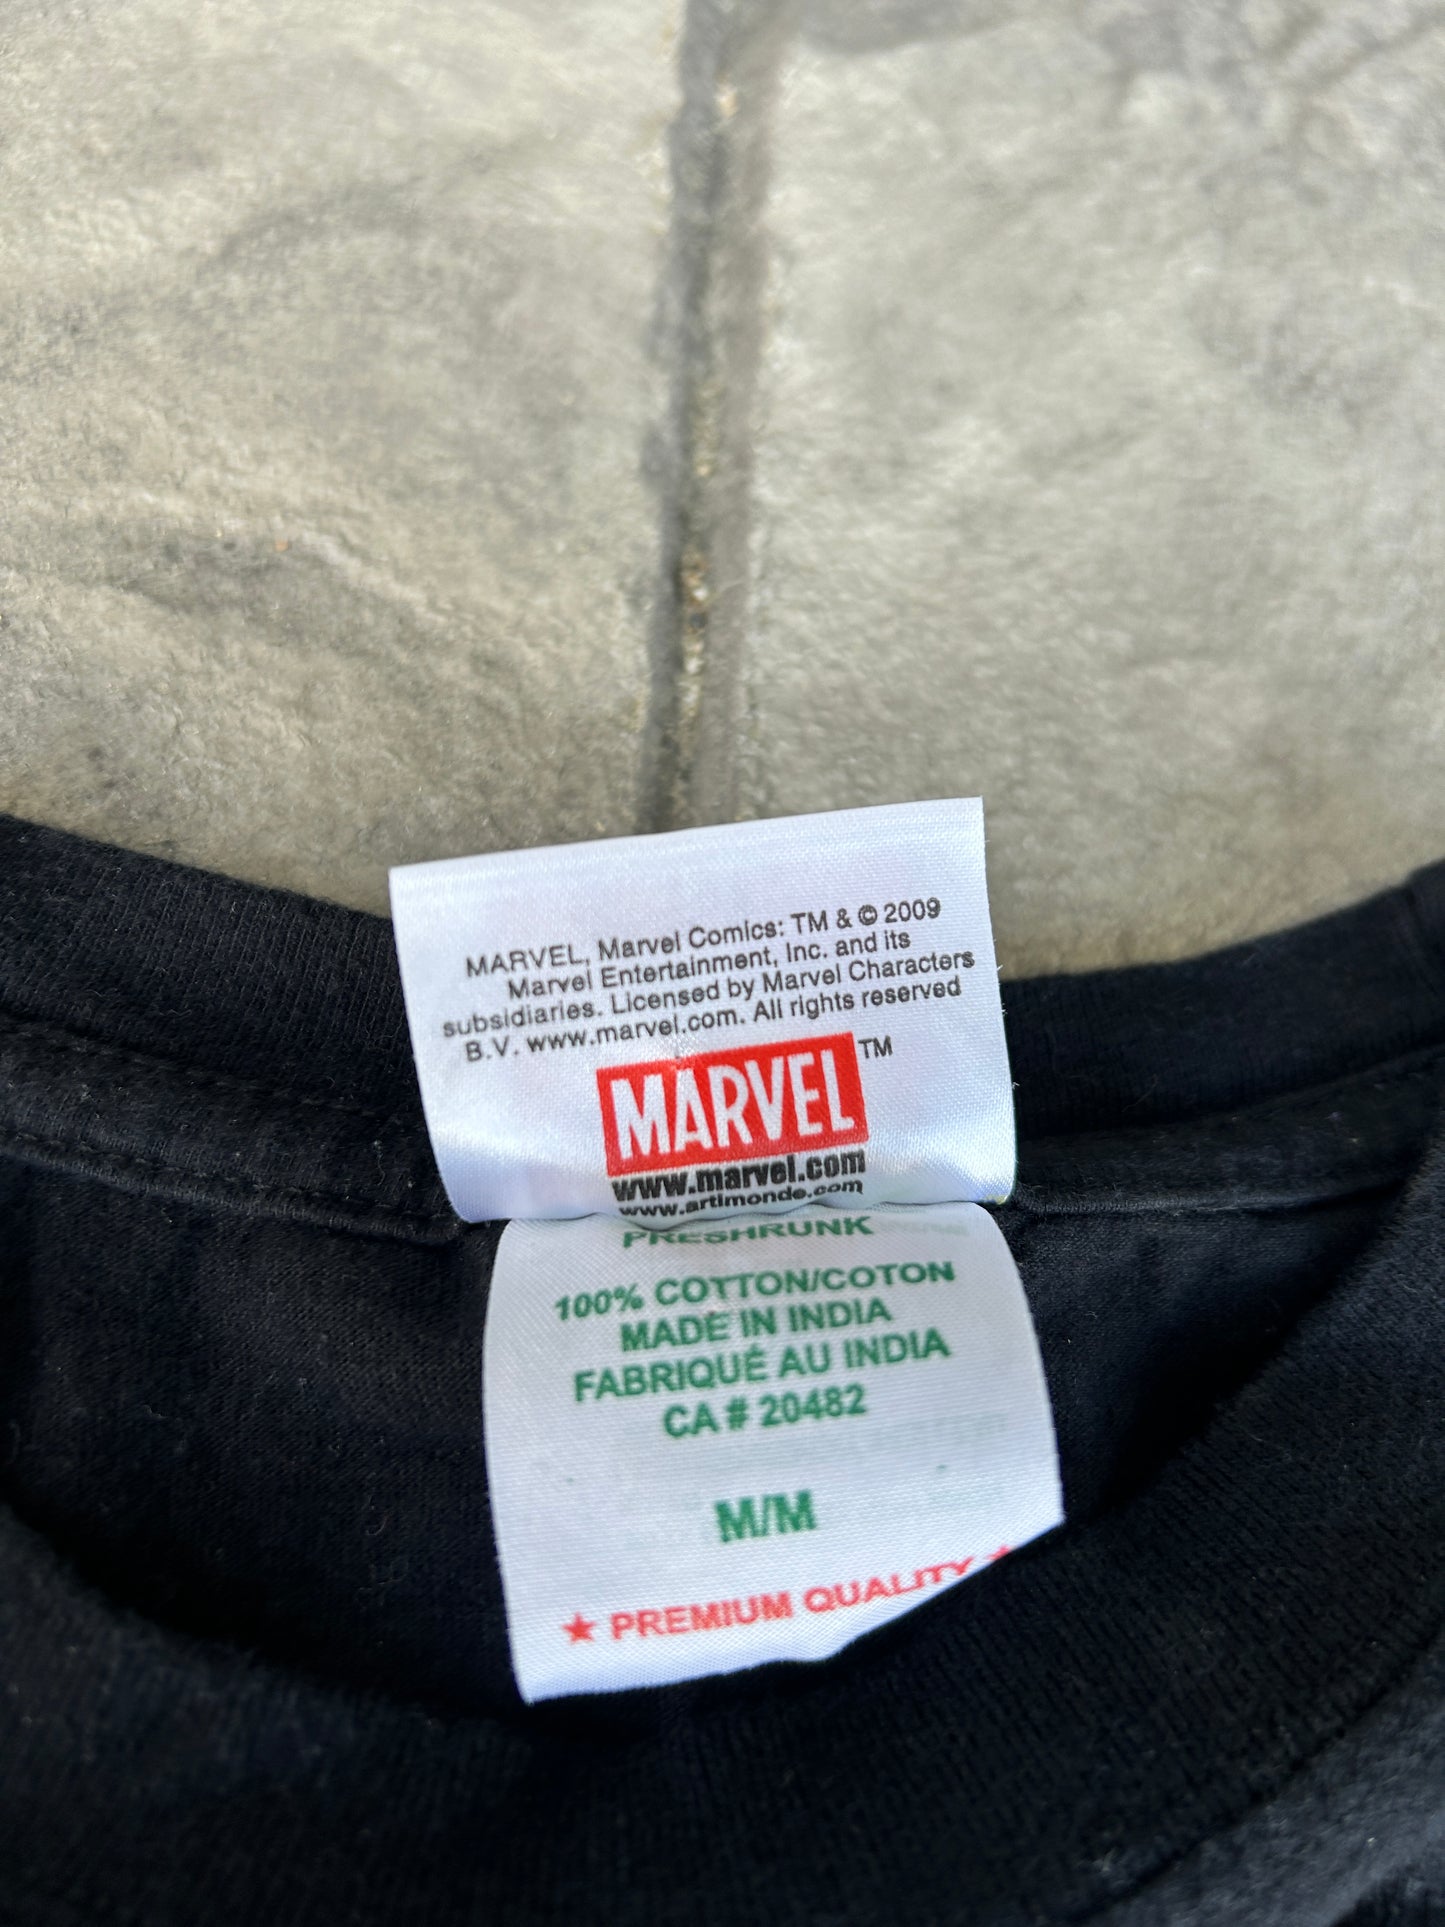 MARVEL, Marvel Comics: TM & © 2009
Marvel Entertainment, Inc. and its
subsidiaries. Licensed by Marvel Characters
B.V. www.marvel.com. All rights reserved
MARVEL™
www.marvel.com
www.artimonde.com
PRESHRUNK
100% COTTON/COTON
MADE IN INDIA
FABRIQUÉ AU INDIA
CA # 20482
M/M
★ PREMIUM QUALITY ★